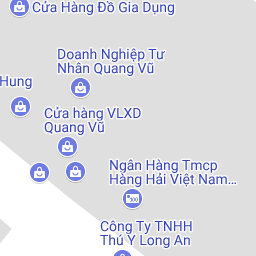 Cửa Hàng Đồ Gia Dụng
Doanh Nghiệp Tư
Nhân Quang Vũ
Hung
Cửa hàng VLXD
Quang Vũ
Ngân Hàng Tmcp
Hàng Hải Việt Nam…
Công Ty TNHH
Thú Y Long An